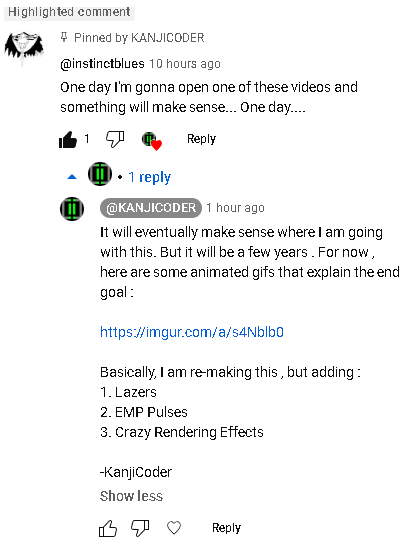 Highlighted comment
Pinned by KANJICODER
@instinctblues 10 hours ago
One day I'm gonna open one of these videos and
something will make sense... One day....
1 Reply
• 1 reply
@KANJICODER 1 hour ago
It will eventually make sense where I am going
with this. But it will be a few years . For now ,
here are some animated gifs that explain the end
goal :
https://imgur.com/a/s4Nblb0
Basically, I am re-making this , but adding :
1. Lazers
2. EMP Pulses
3. Crazy Rendering Effects
-KanjiCoder
Show less
Reply